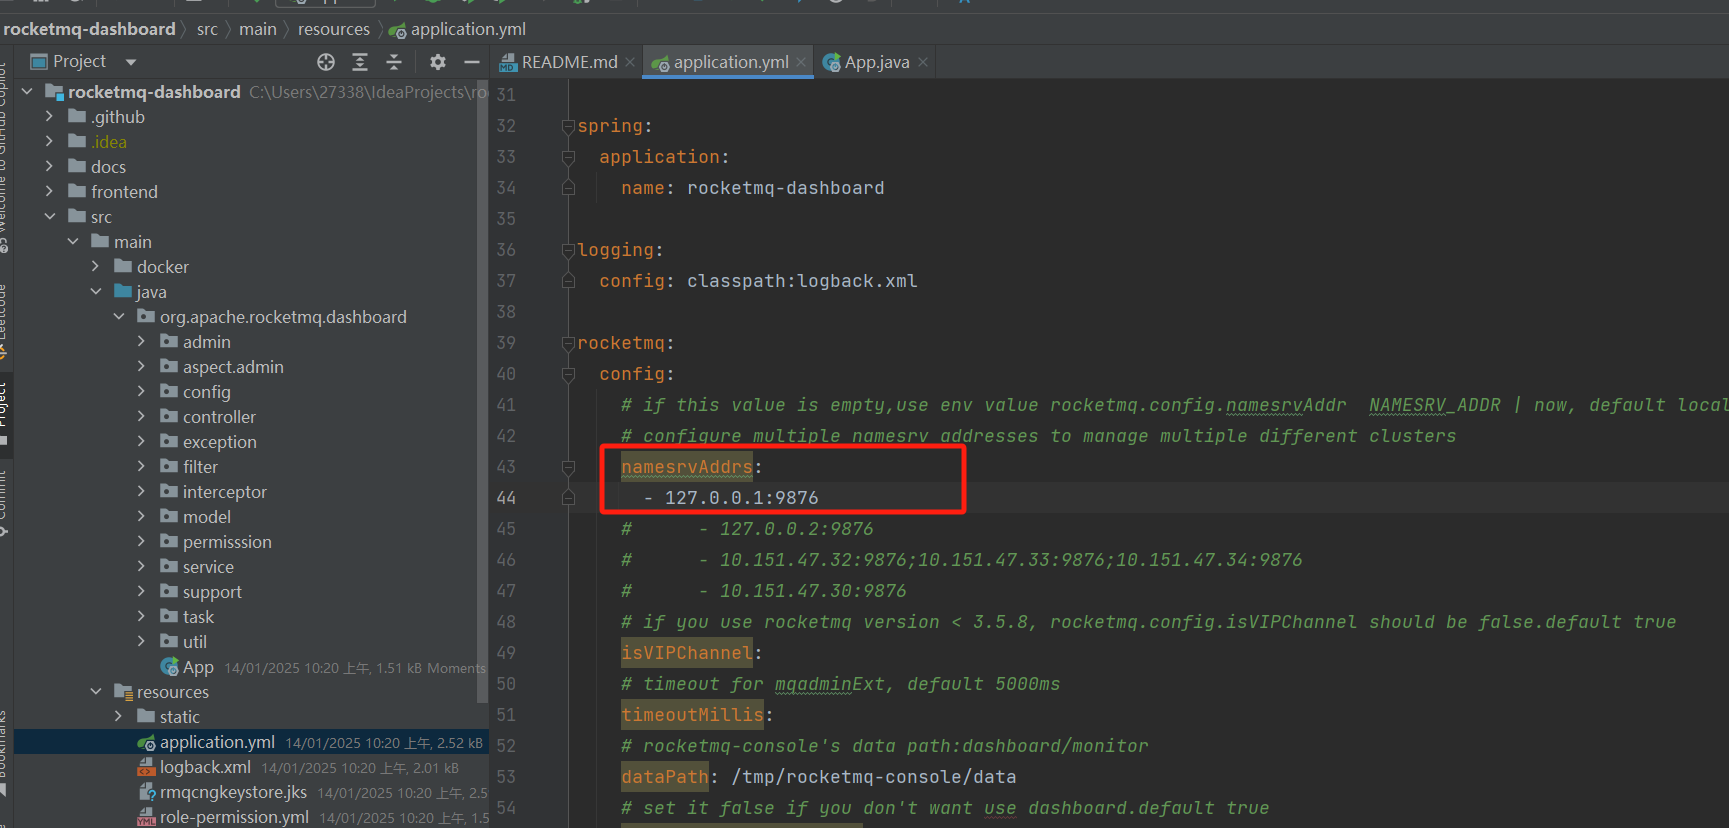 rocketmq-dashboard
src
main
resources
application.yml
Project
README.md
application.yml
App.java
Welcome to GitHub Copilot
Leetcode
Project
Commit
Bookmarks
rocketmq-dashboard C:\Users\27338\IdeaProjects\ro
.github
.idea
docs
frontend
src
main
docker
java
org.apache.rocketmq.dashboard
admin
aspect.admin
config
controller
exception
filter
interceptor
model
permisssion
service
support
task
util
App 14/01/2025 10:20 上午, 1.51 kB Moments
resources
static
application.yml 14/01/2025 10:20 上午, 2.52 kB
logback.xml 14/01/2025 10:20 上午, 2.01 kB
rmqcngkeystore.jks 14/01/2025 10:20 上午, 2.5
role-permission.yml 14/01/2025 10:20 上午, 1.5
31
32 spring:
33 application:
34 name: rocketmq-dashboard
35
36 logging:
37 config: classpath:logback.xml
38
39 rocketmq:
40 config:
41 # if this value is empty,use env value rocketmq.config.namesrvAddr NAMESRV_ADDR | now, default local
42 # configure multiple namesrv addresses to manage multiple different clusters
43 namesrvAddrs:
44 - 127.0.0.1:9876
45 # - 127.0.0.2:9876
46 # - 10.151.47.32:9876;10.151.47.33:9876;10.151.47.34:9876
47 # - 10.151.47.30:9876
48 # if you use rocketmq version < 3.5.8, rocketmq.config.isVIPChannel should be false.default true
49 isVIPChannel:
50 # timeout for mqadminExt, default 5000ms
51 timeoutMillis:
52 # rocketmq-console's data path:dashboard/monitor
53 dataPath: /tmp/rocketmq-console/data
54 # set it false if you don't want use dashboard.default true